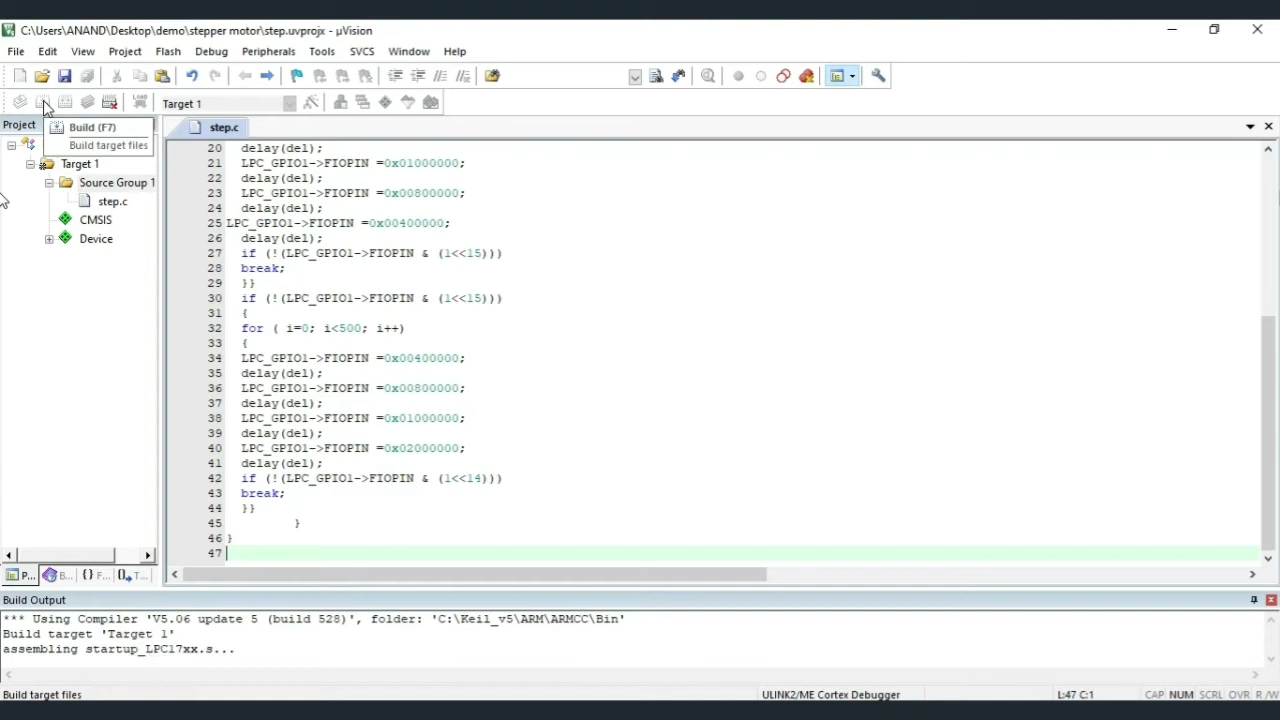 C:\Users\ANAND\Desktop\demo\stepper motor\step.uvprojx - µVision
File Edit View Project Flash Debug Peripherals Tools SVCS Window Help
LOAD
Target 1
Project
Build (F7)
Build target files
Target 1
Source Group 1
step.c
CMSIS
Device
step.c
20 delay(del);
21 LPC_GPIO1->FIOPIN =0x01000000;
22 delay(del);
23 LPC_GPIO1->FIOPIN =0x00800000;
24 delay(del);
25 LPC_GPIO1->FIOPIN =0x00400000;
26 delay(del);
27 if (!(LPC_GPIO1->FIOPIN & (1<<15)))
28 break;
29 }}
30 if (!(LPC_GPIO1->FIOPIN & (1<<15)))
31 {
32 for ( i=0; i<500; i++)
33 {
34 LPC_GPIO1->FIOPIN =0x00400000;
35 delay(del);
36 LPC_GPIO1->FIOPIN =0x00800000;
37 delay(del);
38 LPC_GPIO1->FIOPIN =0x01000000;
39 delay(del);
40 LPC_GPIO1->FIOPIN =0x02000000;
41 delay(del);
42 if (!(LPC_GPIO1->FIOPIN & (1<<14)))
43 break;
44 }}
45 }
46 }
47
P... B... {} F... 0 T...
Build Output
*** Using Compiler 'V5.06 update 5 (build 528)', folder: 'C:\Keil_v5\ARM\ARMCC\Bin'
Build target 'Target 1'
assembling startup_LPC17xx.s...
Build target files ULINK2/ME Cortex Debugger L:47 C:1 CAP NUM SCRL OVR R/W